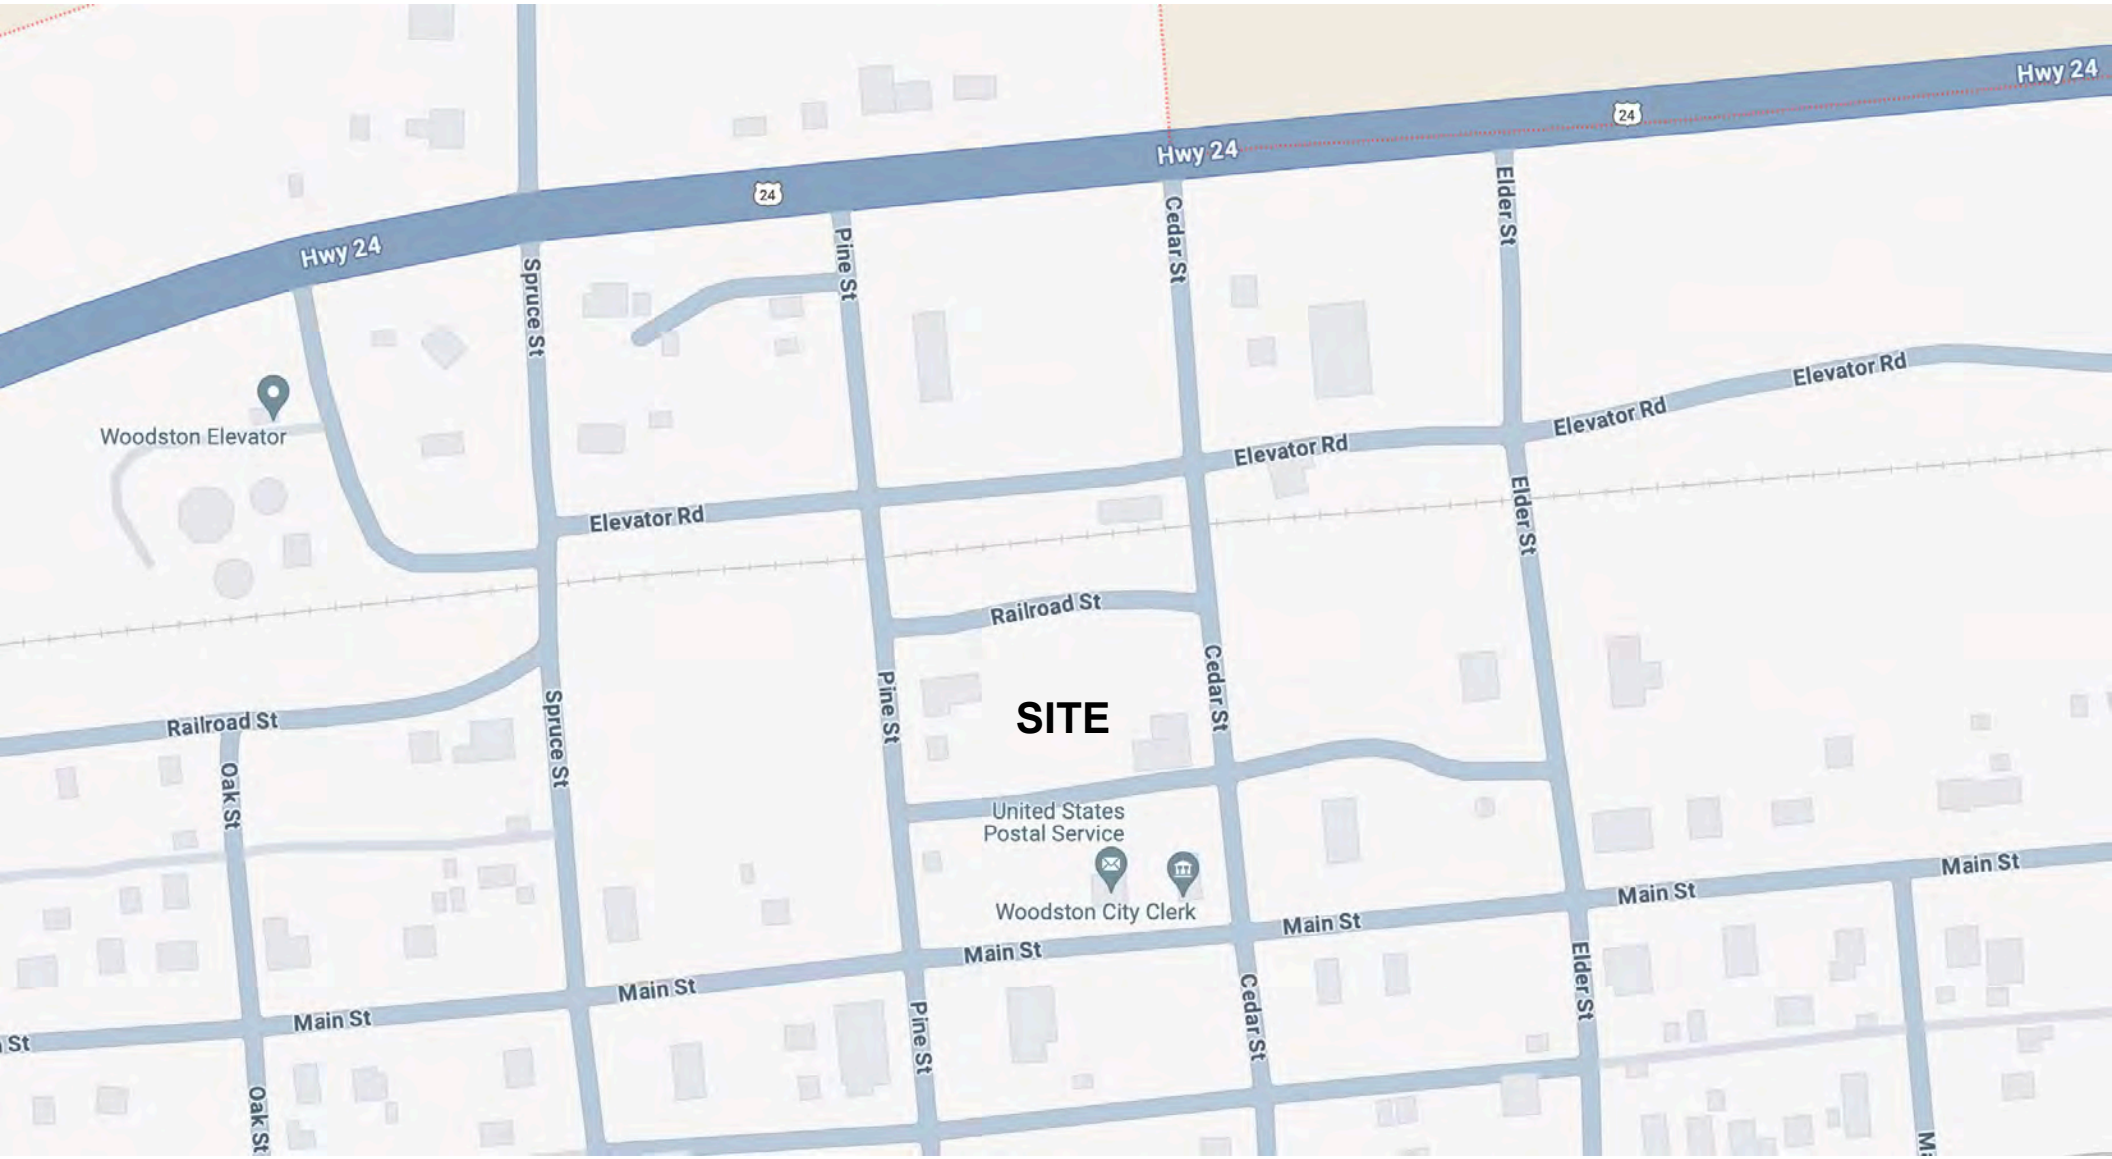 Hwy 24
24
Hwy 24
24
Hwy 24
Elder St
Cedar St
Pine St
Spruce St
Elevator Rd
Elevator Rd
Woodston Elevator
Elevator Rd
Elevator Rd
Elder St
Railroad St
Cedar St
Pine St
SITE
Spruce St
Railroad St
Oak St
United States
Postal Service
Main St
Main St
Woodston City Clerk
Main St
Main St
Elder St
Main St
Cedar St
Main St
Pine St
St
Oak St